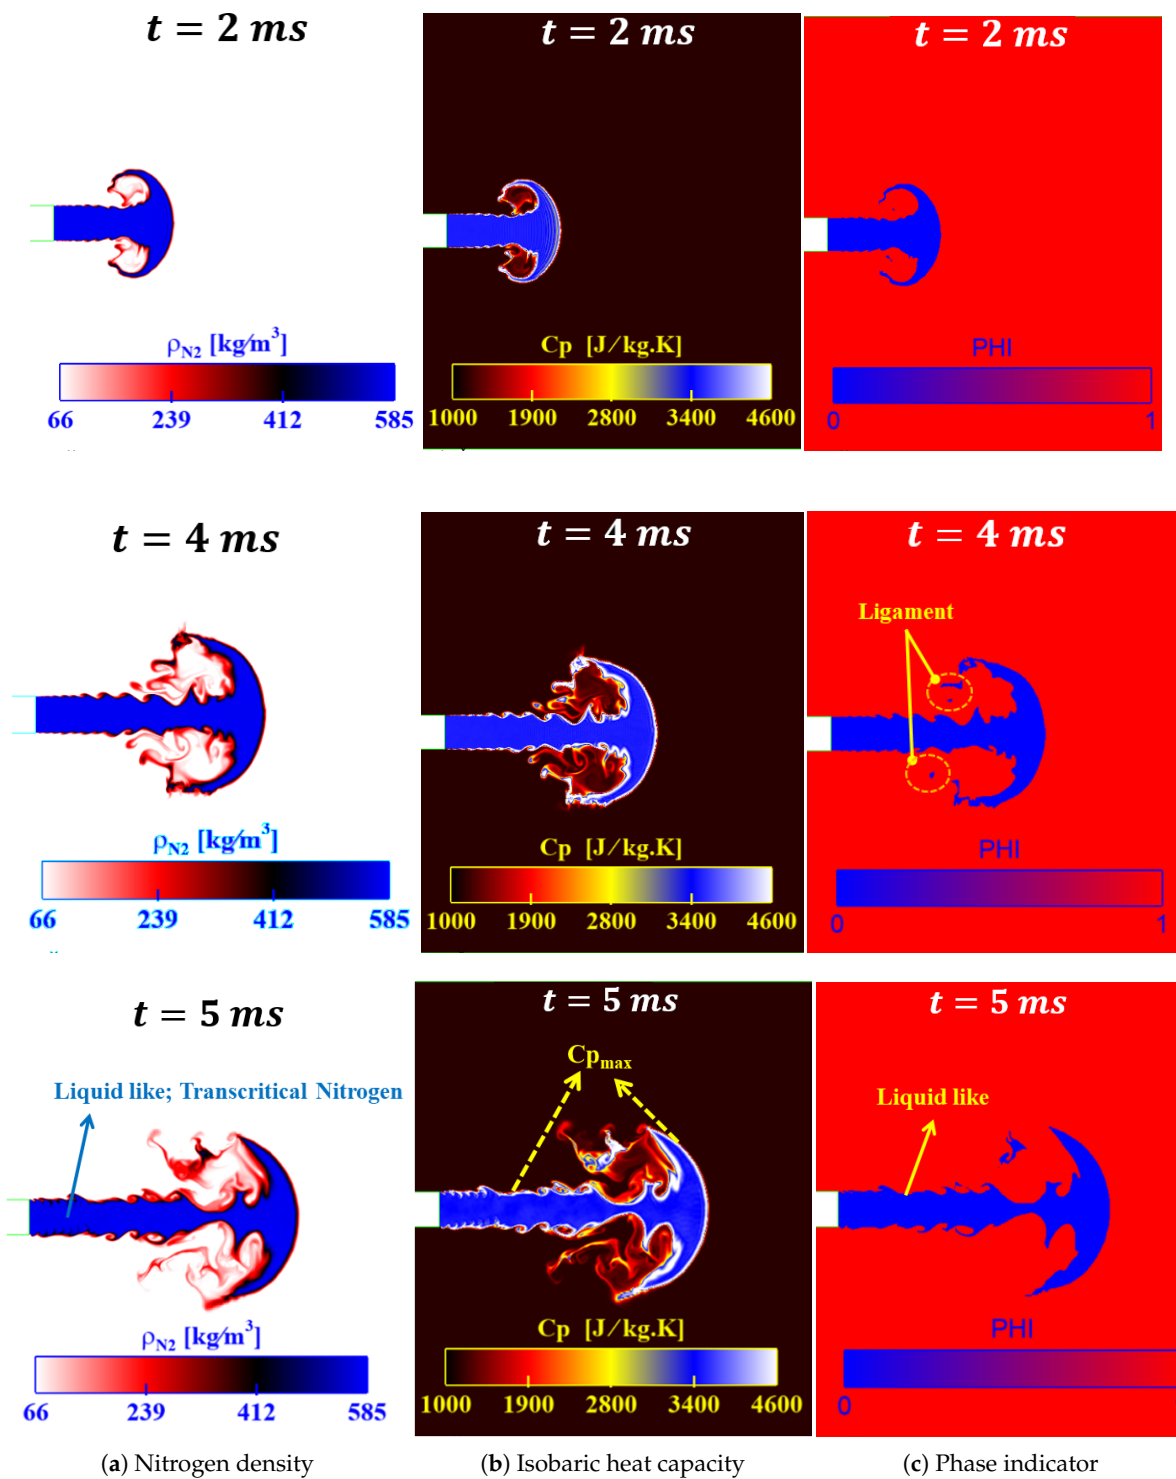 t = 2 ms
t = 2 ms
t = 2 ms
ρN2 [kg/m³]
66 239 412 585
Cp [J/kg.K]
1000 1900 2800 3400 4600
PHI
0 1
t = 4 ms
t = 4 ms
t = 4 ms
Ligament
ρN2 [kg/m³]
66 239 412 585
Cp [J/kg.K]
1000 1900 2800 3400 4600
PHI
0 1
t = 5 ms
t = 5 ms
t = 5 ms
Liquid like; Transcritical Nitrogen
Cpmax
Liquid like
ρN2 [kg/m³]
66 239 412 585
Cp [J/kg.K]
1000 1900 2800 3400 4600
PHI
0
(a) Nitrogen density
(b) Isobaric heat capacity
(c) Phase indicator